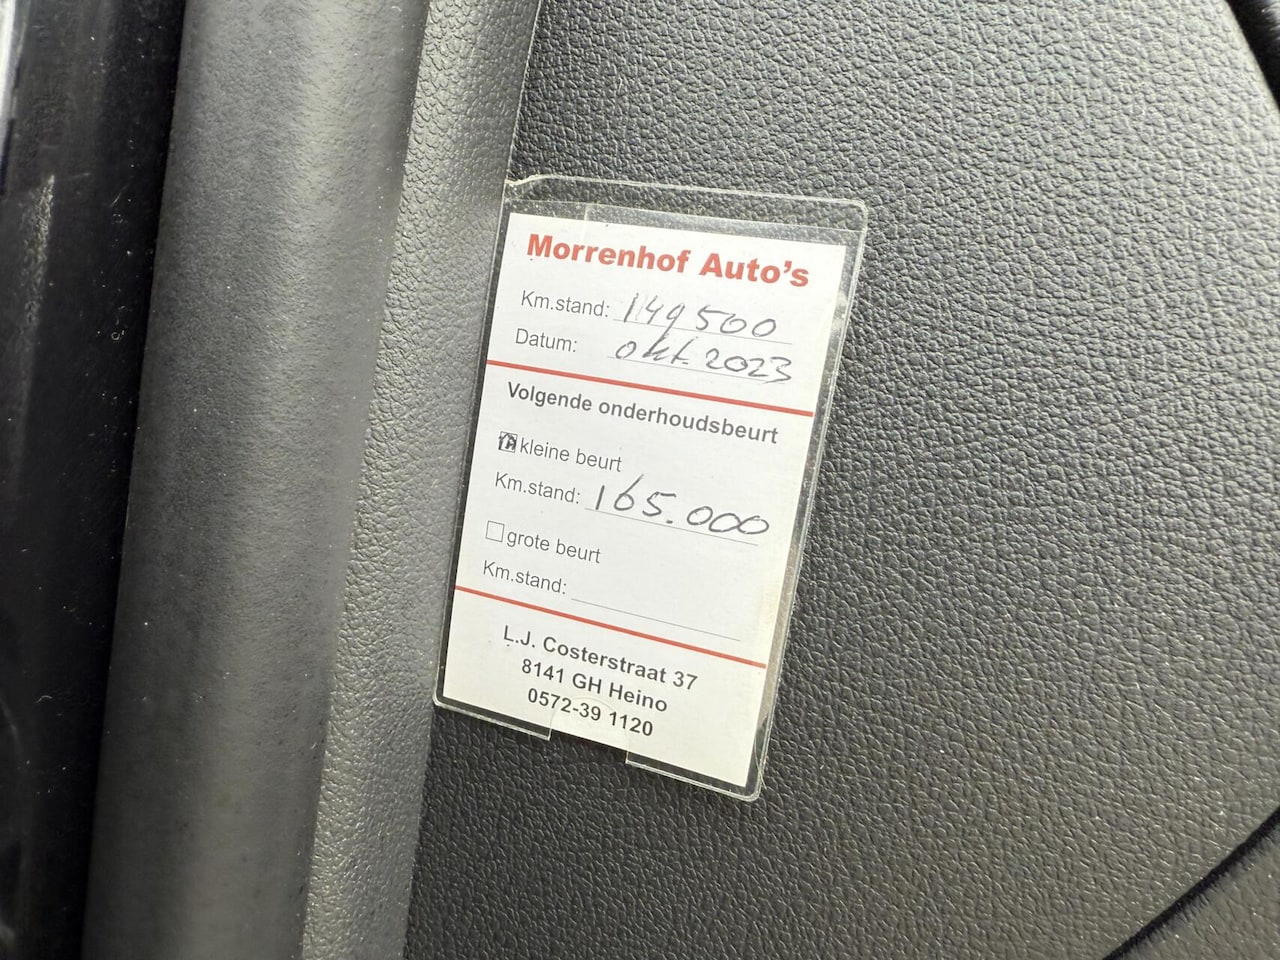 Morrenhof Auto's
Km.stand: 149500
Datum: okt. 2023
Volgende onderhoudsbeurt
kleine beurt
Km.stand: 165.000
grote beurt
Km.stand:
L.J. Costerstraat 37
8141 GH Heino
0572-39 1120